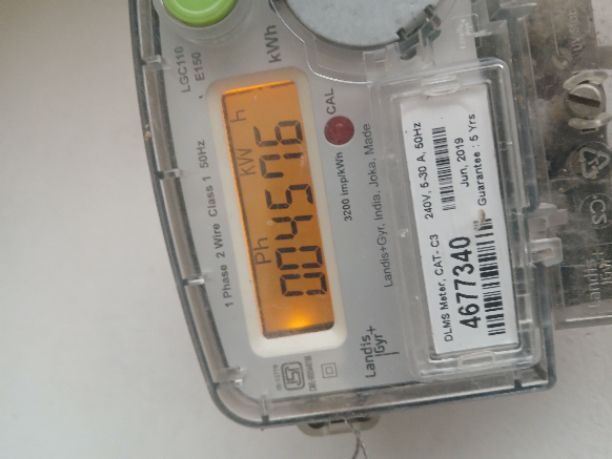 LGC110
E150
kWh
1 Phase 2 Wire Class 1 50Hz
Ph KW h
004576
3200 imp/kWh
CAL
Landis+Gyr, India, Joka, Made
Landis+
Gyr
DLMS Meter, CAT- C3
240V, 5-30 A, 50Hz
4677340
Jun, 2019
Guarantee : 5 Yrs